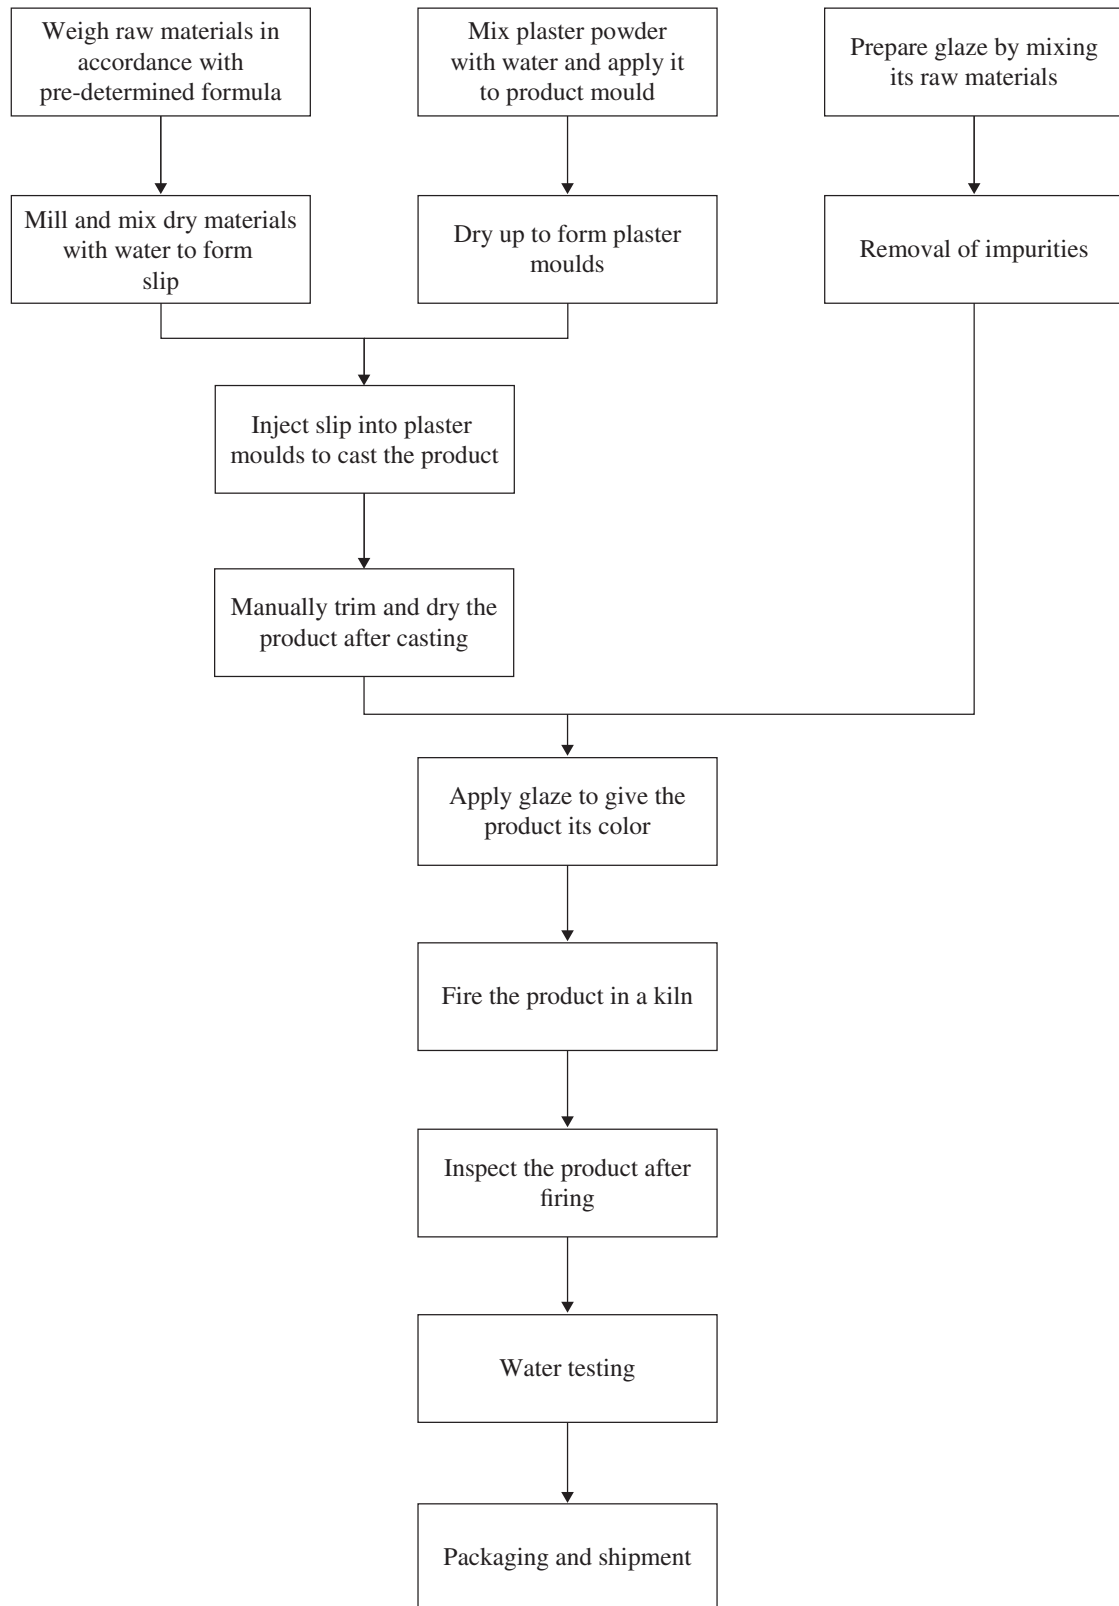 Weigh raw materials in
accordance with
pre-determined formula
Mix plaster powder
with water and apply it
to product mould
Prepare glaze by mixing
its raw materials
Mill and mix dry materials
with water to form
slip
Dry up to form plaster
moulds
Removal of impurities
Inject slip into plaster
moulds to cast the product
Manually trim and dry the
product after casting
Apply glaze to give the
product its color
Fire the product in a kiln
Inspect the product after
firing
Water testing
Packaging and shipment